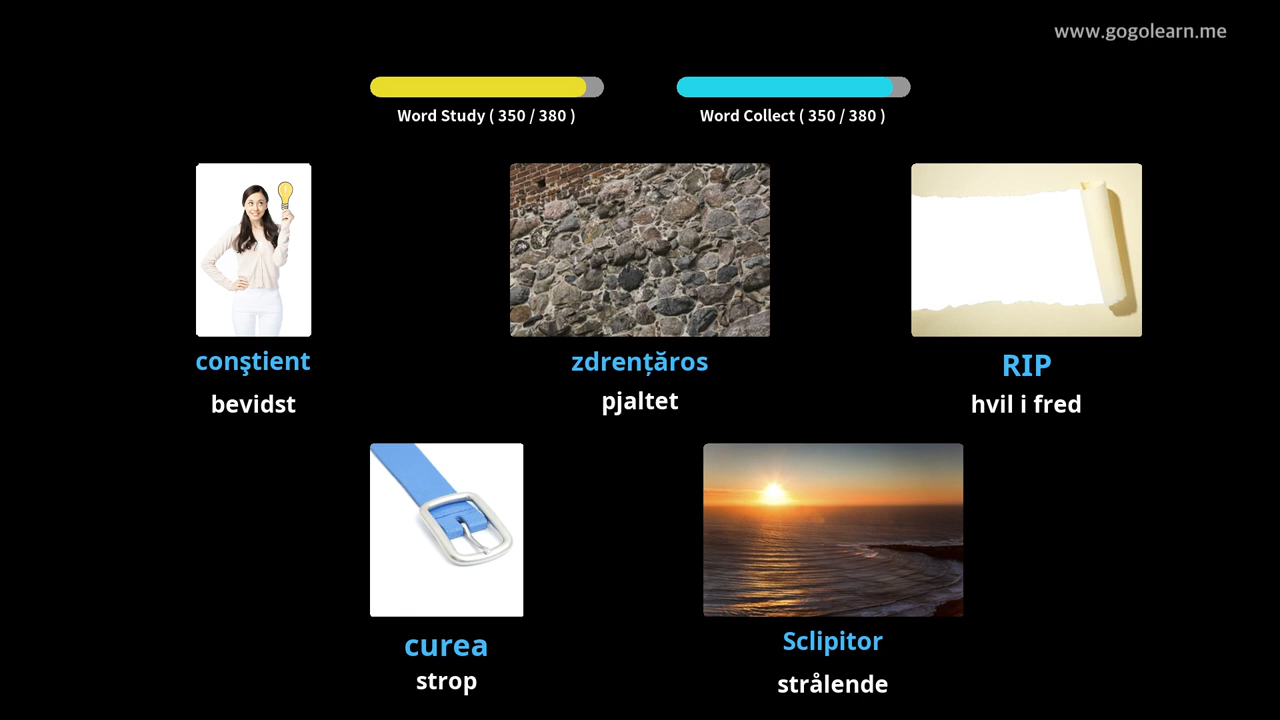 www.gogolearn.me
Word Study ( 350 / 380 )
Word Collect ( 350 / 380 )
conştient
zdrențăros
RIP
bevidst
pjaltet
hvil i fred
curea
Sclipitor
strop
strålende